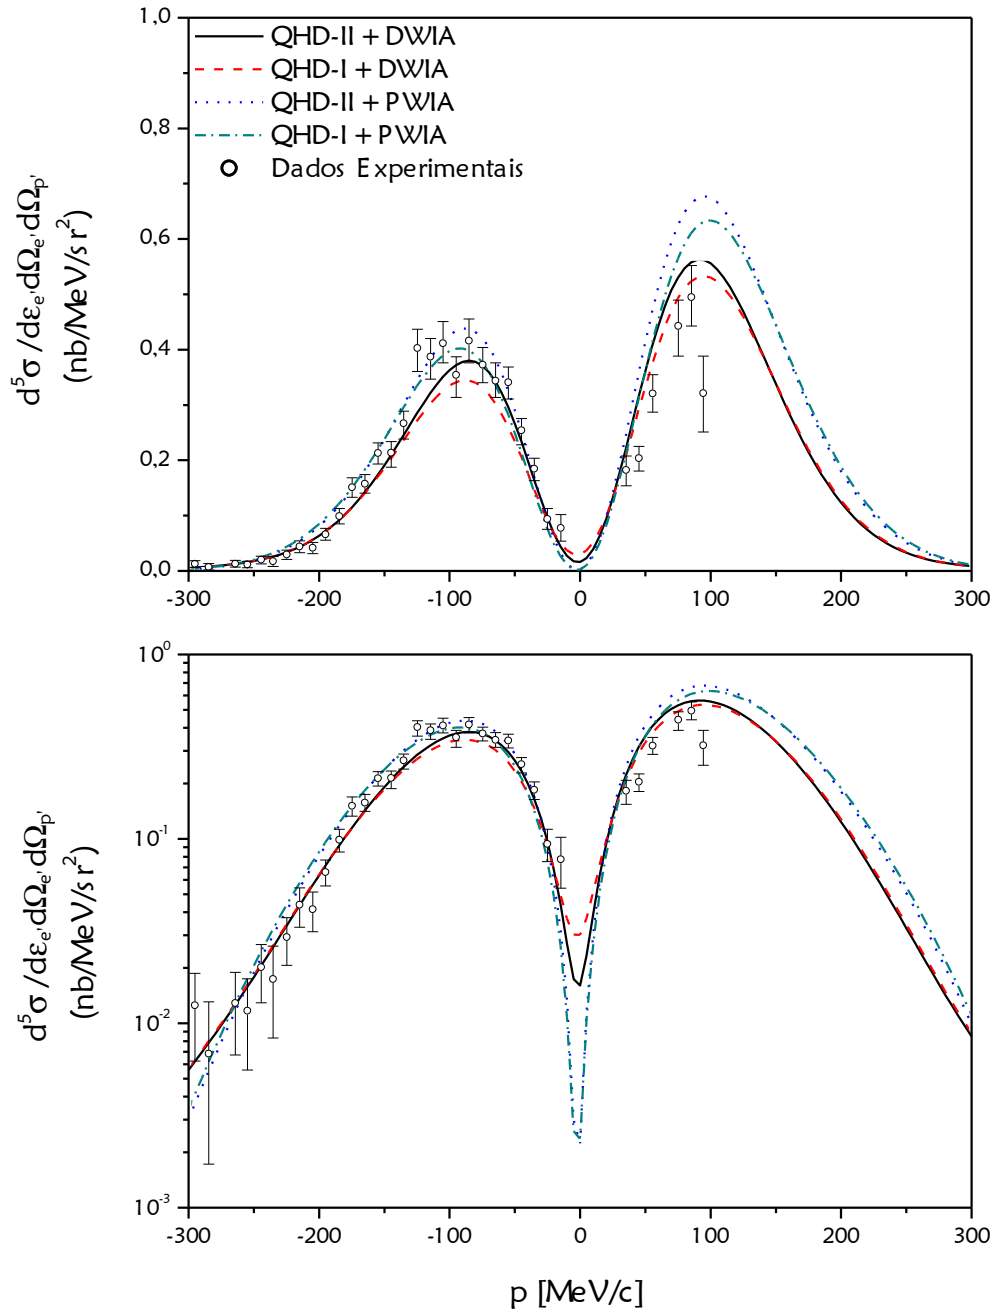 1,0
QHD-II + DWIA
QHD-I + DWIA
QHD-II + PWIA
QHD-I + PWIA
Dados Experimentais
0,8
0,6
0,4
0,2
0,0
d⁵σ/dε_e'dΩ_e'dΩ_p'
(nb/MeV/sr²)
-300 -200 -100 0 100 200 300
10⁰
10⁻¹
10⁻²
10⁻³
d⁵σ/dε_e'dΩ_e'dΩ_p'
(nb/MeV/sr²)
-300 -200 -100 0 100 200 300
p [MeV/c]